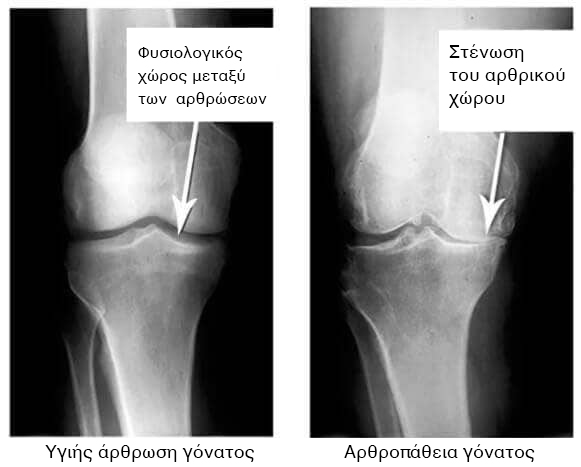 Φυσιολογικός
χώρος μεταξύ
των αρθρώσεων
Στένωση
του αρθρικού
χώρου
Υγιής άρθρωση γόνατος
Αρθροπάθεια γόνατος